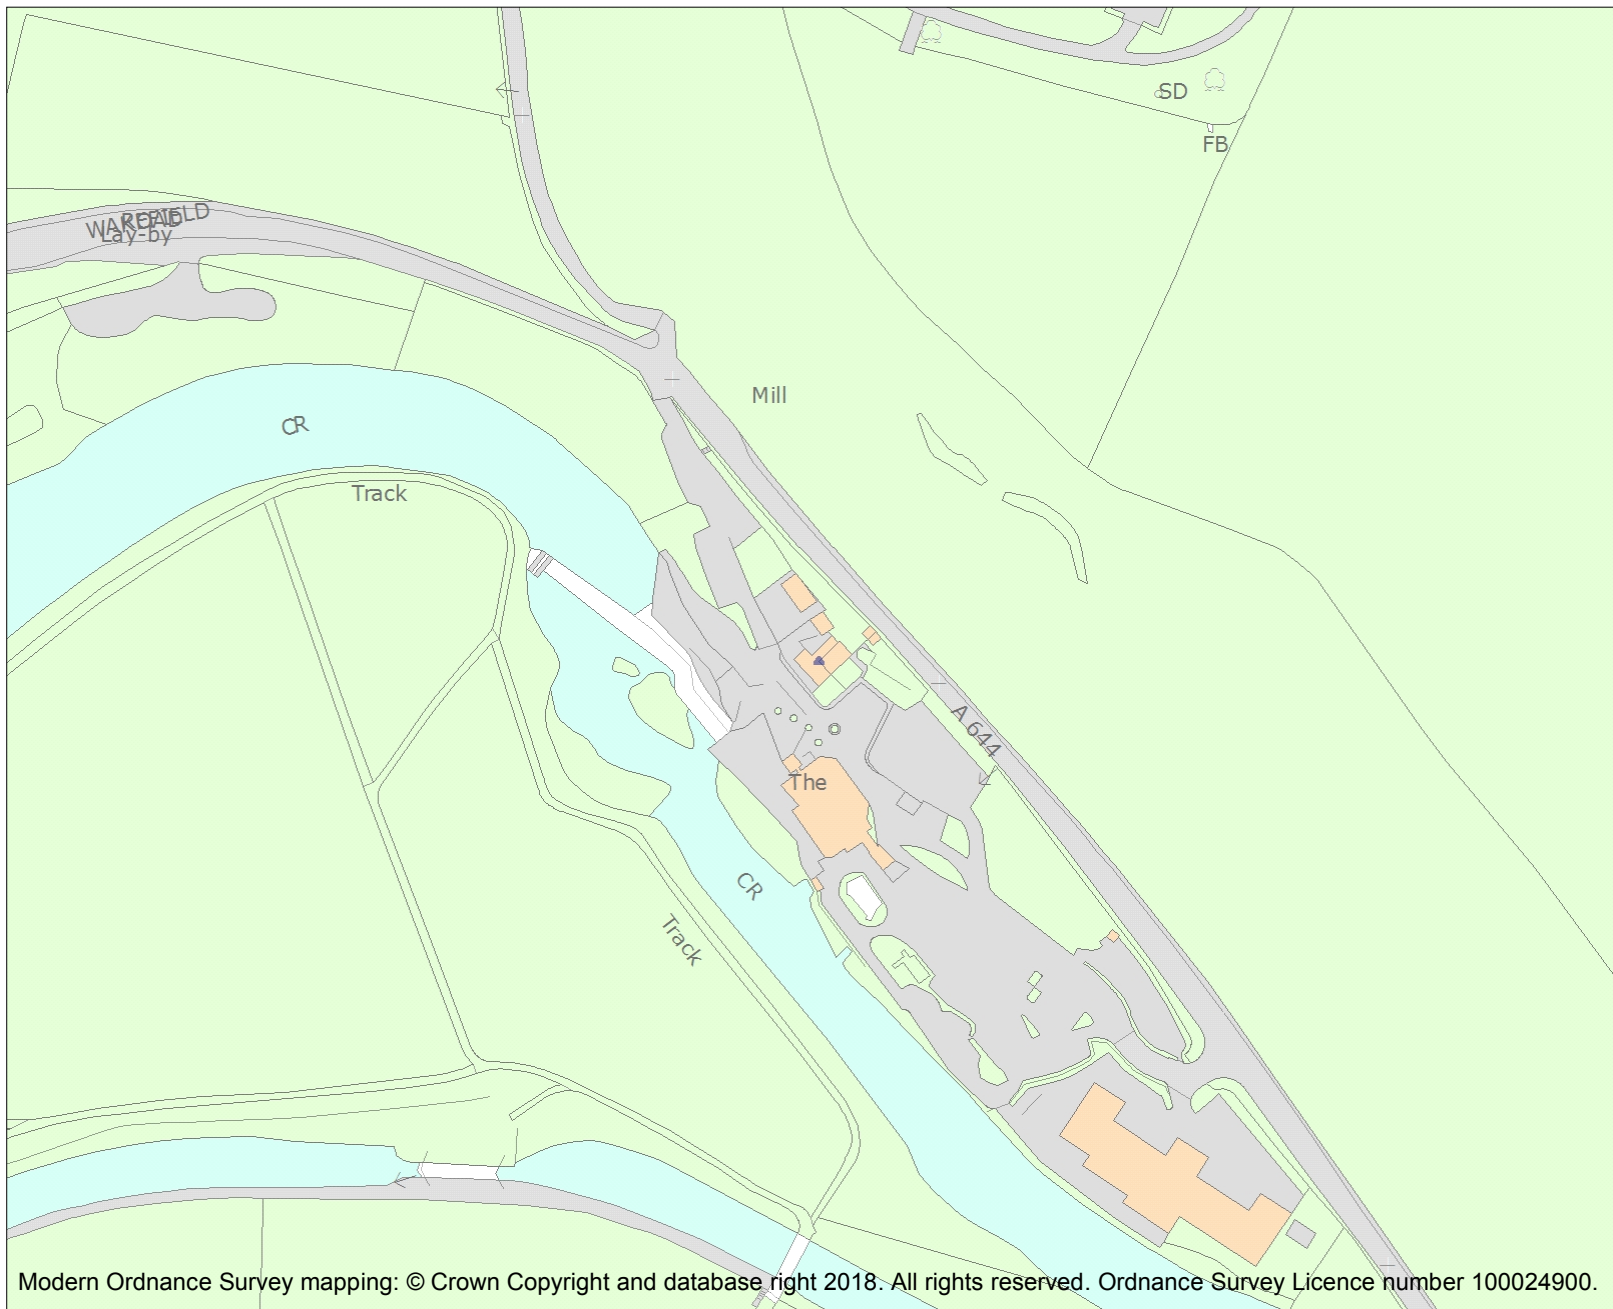 SD
FB
WAKEFIELD
ROAD
Lay-by
Mill
CR
Track
A 644
The
CR
Track
Modern Ordnance Survey mapping: © Crown Copyright and database right 2018. All rights reserved. Ordnance Survey Licence number 100024900.